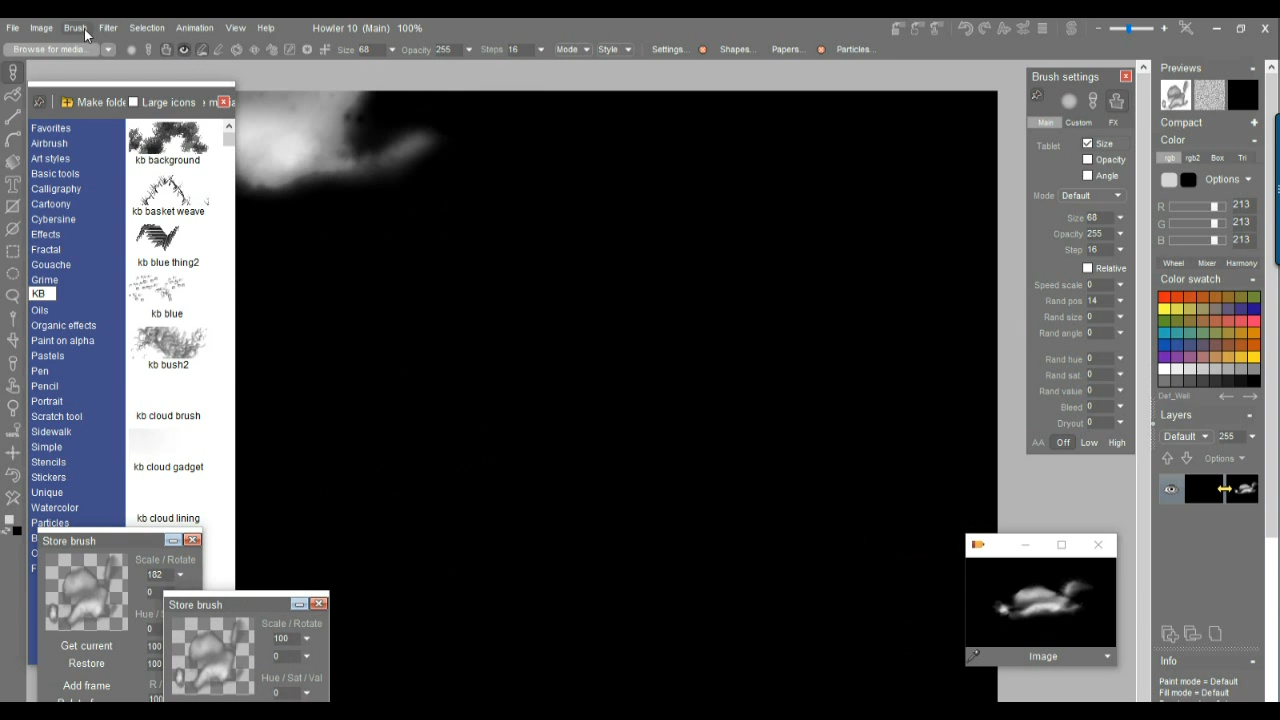 File Image Brush Filter Selection Animation View Help Howler 10 (Main) 100%
Browse for media... Size 68 Opacity 255 Steps 16 Mode Style Settings... Shapes... Papers... Particles...
Make folde Large icons
Favorites
Airbrush
Art styles
Basic tools
Calligraphy
Cartoony
Cybersine
Effects
Fractal
Gouache
Grime
KB
Oils
Organic effects
Paint on alpha
Pastels
Pen
Pencil
Portrait
Scratch tool
Sidewalk
Simple
Stencils
Stickers
Unique
Watercolor
Particles
kb background
kb basket weave
kb blue thing2
kb blue
kb bush2
kb cloud brush
kb cloud gadget
kb cloud lining
Store brush
Scale / Rotate
182
0
Hue / S
0
Get current 100
Restore 100
Add frame R /
100
Store brush
Scale / Rotate
100
0
Hue / Sat / Val
0
Brush settings
Main Custom FX
Tablet Size
Opacity
Angle
Mode Default
Size 68
Opacity 255
Step 16
Relative
Speed scale 0
Rand pos 14
Rand size 0
Rand angle 0
Rand hue 0
Rand sat. 0
Rand value 0
Bleed 0
Dryout 0
AA Off Low High
Image
Previews
Compact
Color
rgb rgb2 Box Tri
Options
R 213
G 213
B 213
Wheel Mixer Harmony
Color swatch
Def_Wall
Layers
Default 255
Options
Info
Paint mode = Default
Fill mode = Default